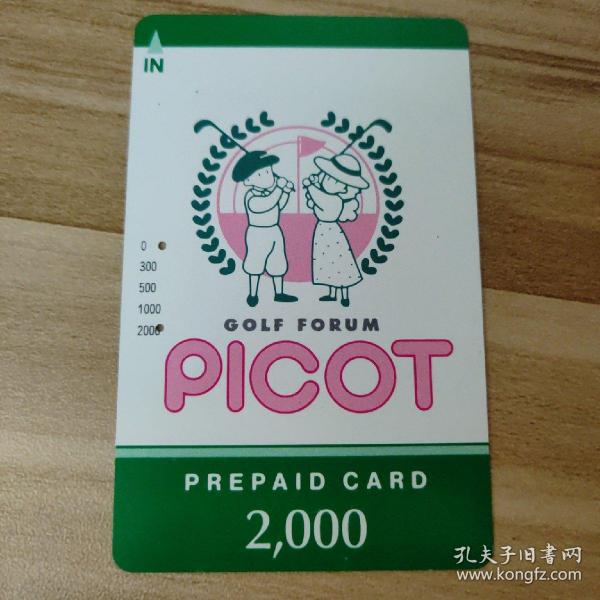 IN
0
300
500
1000
2000
GOLF FORUM
PICOT
PREPAID CARD
2,000
孔夫子旧书网
www.kongfz.com